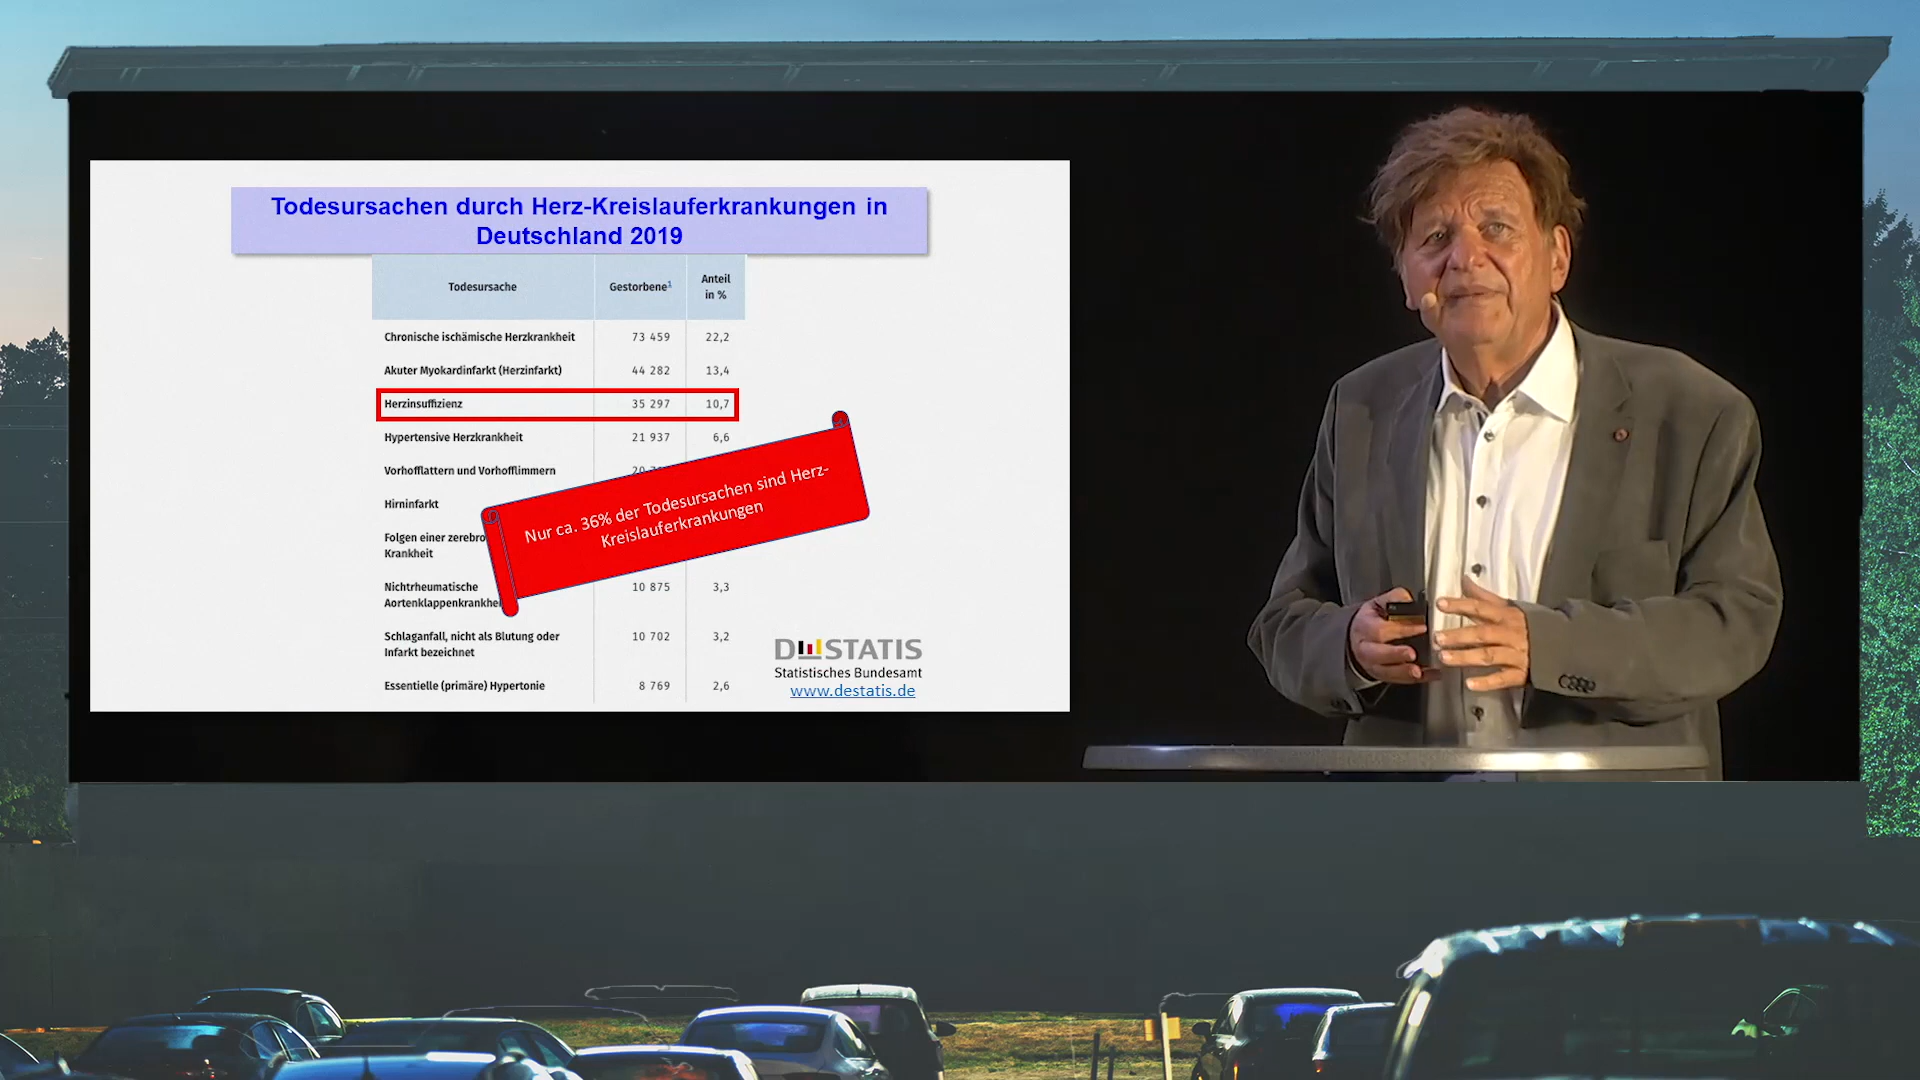 Todesursachen durch Herz-Kreislauferkrankungen in
Deutschland 2019
Todesursache Gestorbene¹ Anteil
in %
Chronische ischämische Herzkrankheit 73 459 22,2
Akuter Myokardinfarkt (Herzinfarkt) 44 282 13,4
Herzinsuffizienz 35 297 10,7
Hypertensive Herzkrankheit 21 937 6,6
Vorhofflattern und Vorhofflimmern
Hirninfarkt
Nur ca. 36% der Todesursachen sind Herz-
Kreislauferkrankungen
Folgen einer
Krankheit
Nichtrheumatische 10 875 3,3
Schlaganfall, nicht als Blutung oder 10 702 3,2
Infarkt bezeichnet
Essentielle (primäre) Hypertonie 8 769 2,6
DESTATIS
Statistisches Bundesamt
www.destatis.de